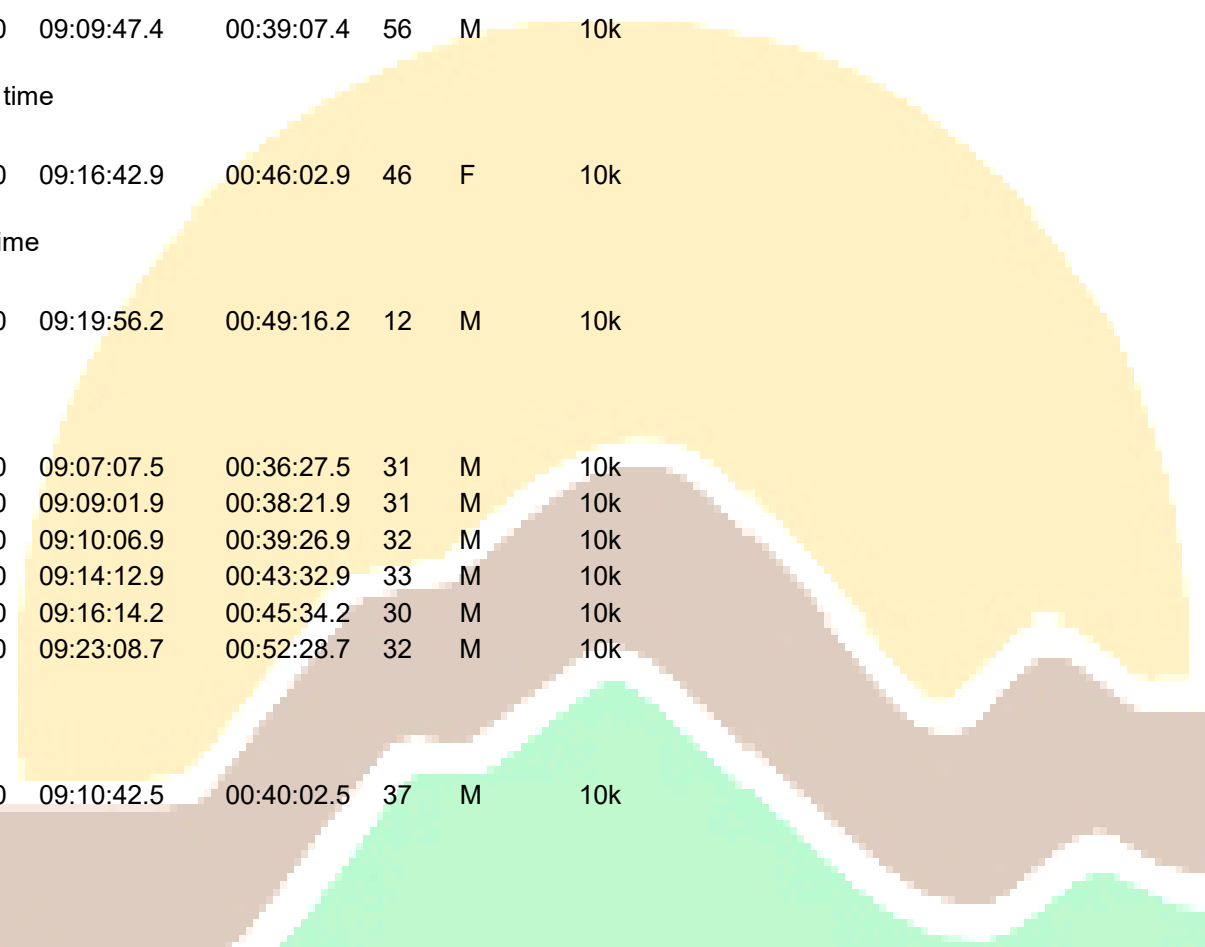 0 09:09:47.4 00:39:07.4 56 M 10k
time
0 09:16:42.9 00:46:02.9 46 F 10k
ime
0 09:19:56.2 00:49:16.2 12 M 10k
0 09:07:07.5 00:36:27.5 31 M 10k
0 09:09:01.9 00:38:21.9 31 M 10k
0 09:10:06.9 00:39:26.9 32 M 10k
0 09:14:12.9 00:43:32.9 33 M 10k
0 09:16:14.2 00:45:34.2 30 M 10k
0 09:23:08.7 00:52:28.7 32 M 10k
0 09:10:42.5 00:40:02.5 37 M 10k